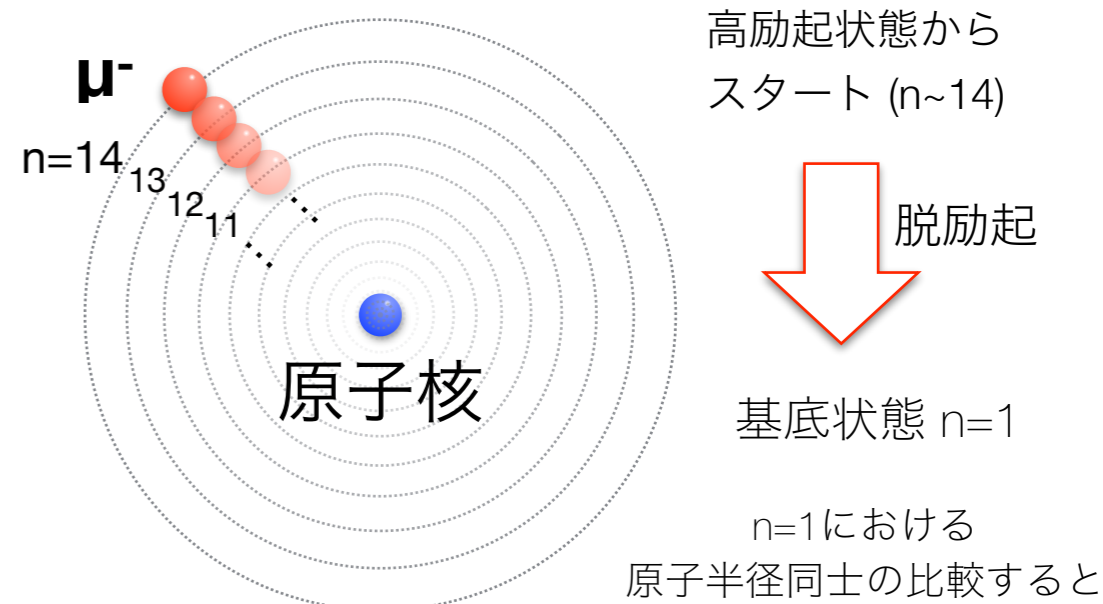 μ-
n=14
13
12
11
原子核
高励起状態から
スタート (n~14)
脱励起
基底状態 n=1
n=1における
原子半径同士の比較すると